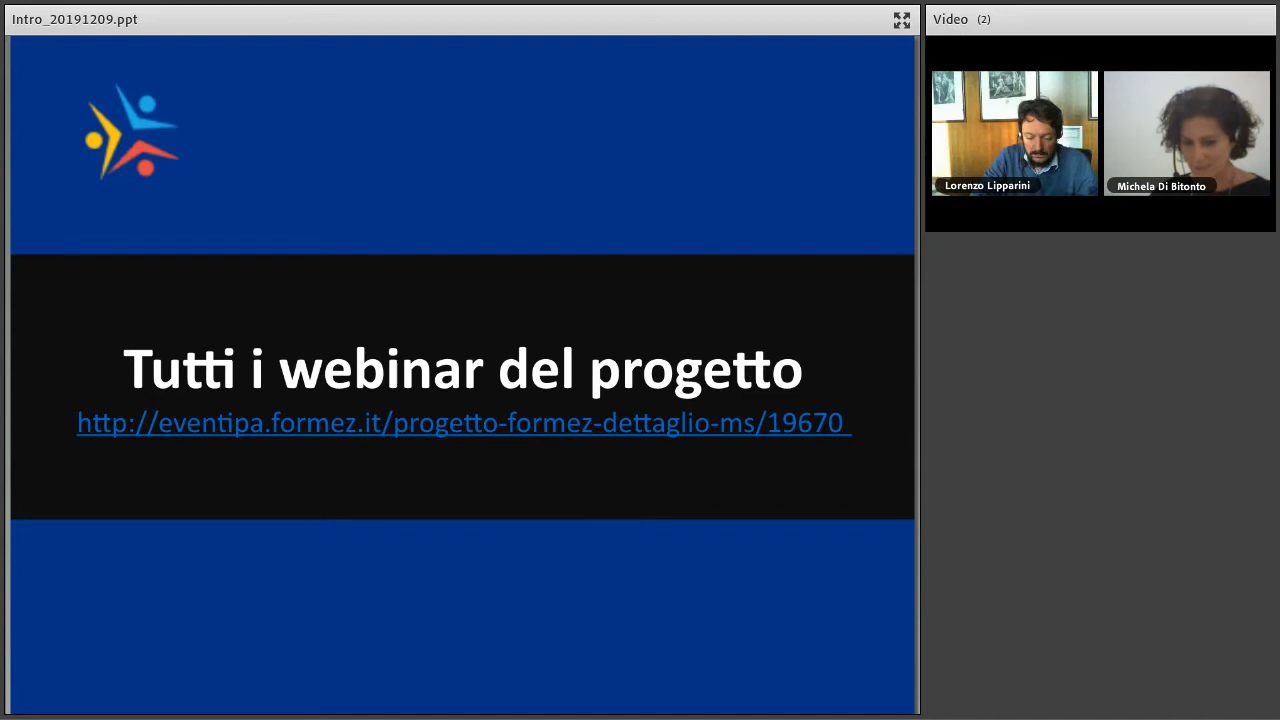 Intro_20191209.ppt
Video (2)
Lorenzo Lipparini
Michela Di Bitonto
Tutti i webinar del progetto
http://eventipa.formez.it/progetto-formez-dettaglio-ms/19670